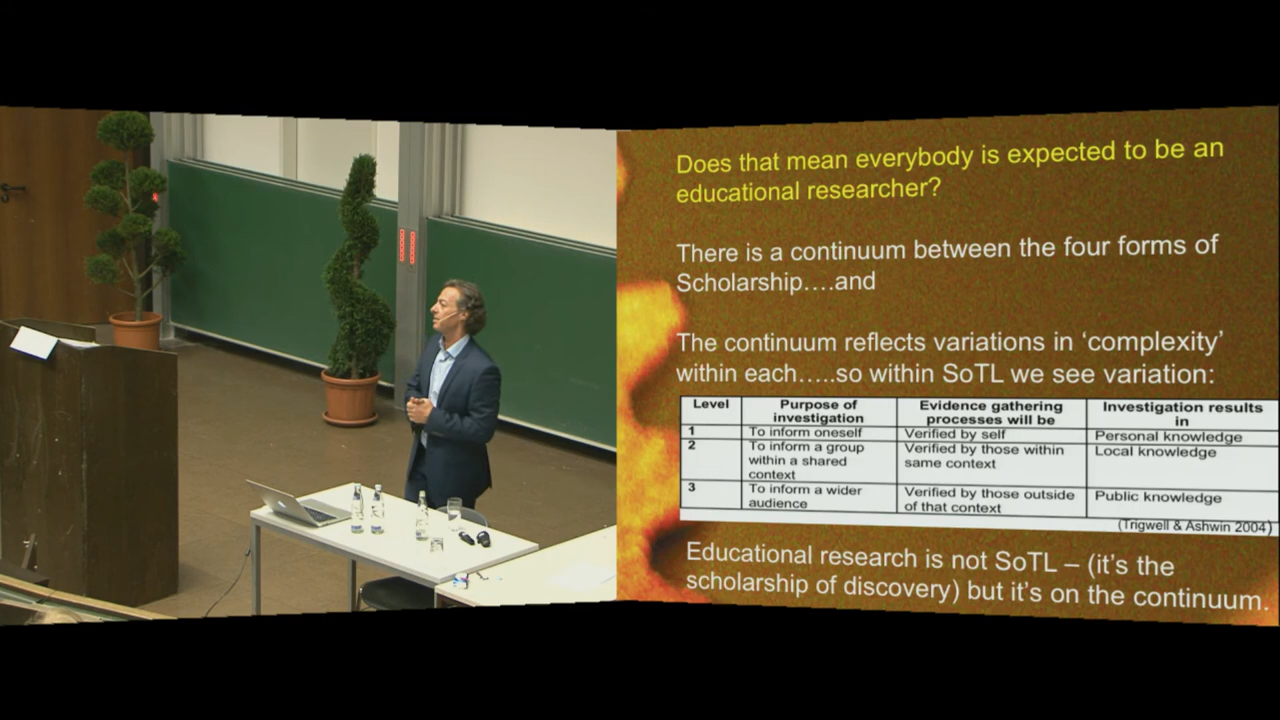 Does that mean everybody is expected to be an
educational researcher?
There is a continuum between the four forms of
Scholarship….and
The continuum reflects variations in ‘complexity’
within each…..so within SoTL we see variation:
Level Purpose of investigation Evidence gathering processes will be Investigation results in
1 To inform oneself Verified by self Personal knowledge
2 To inform a group within a shared context Verified by those within same context Local knowledge
3 To inform a wider audience Verified by those outside of that context Public knowledge
(Trigwell & Ashwin 2004)
Educational research is not SoTL – (it’s the
scholarship of discovery) but it’s on the continuum.